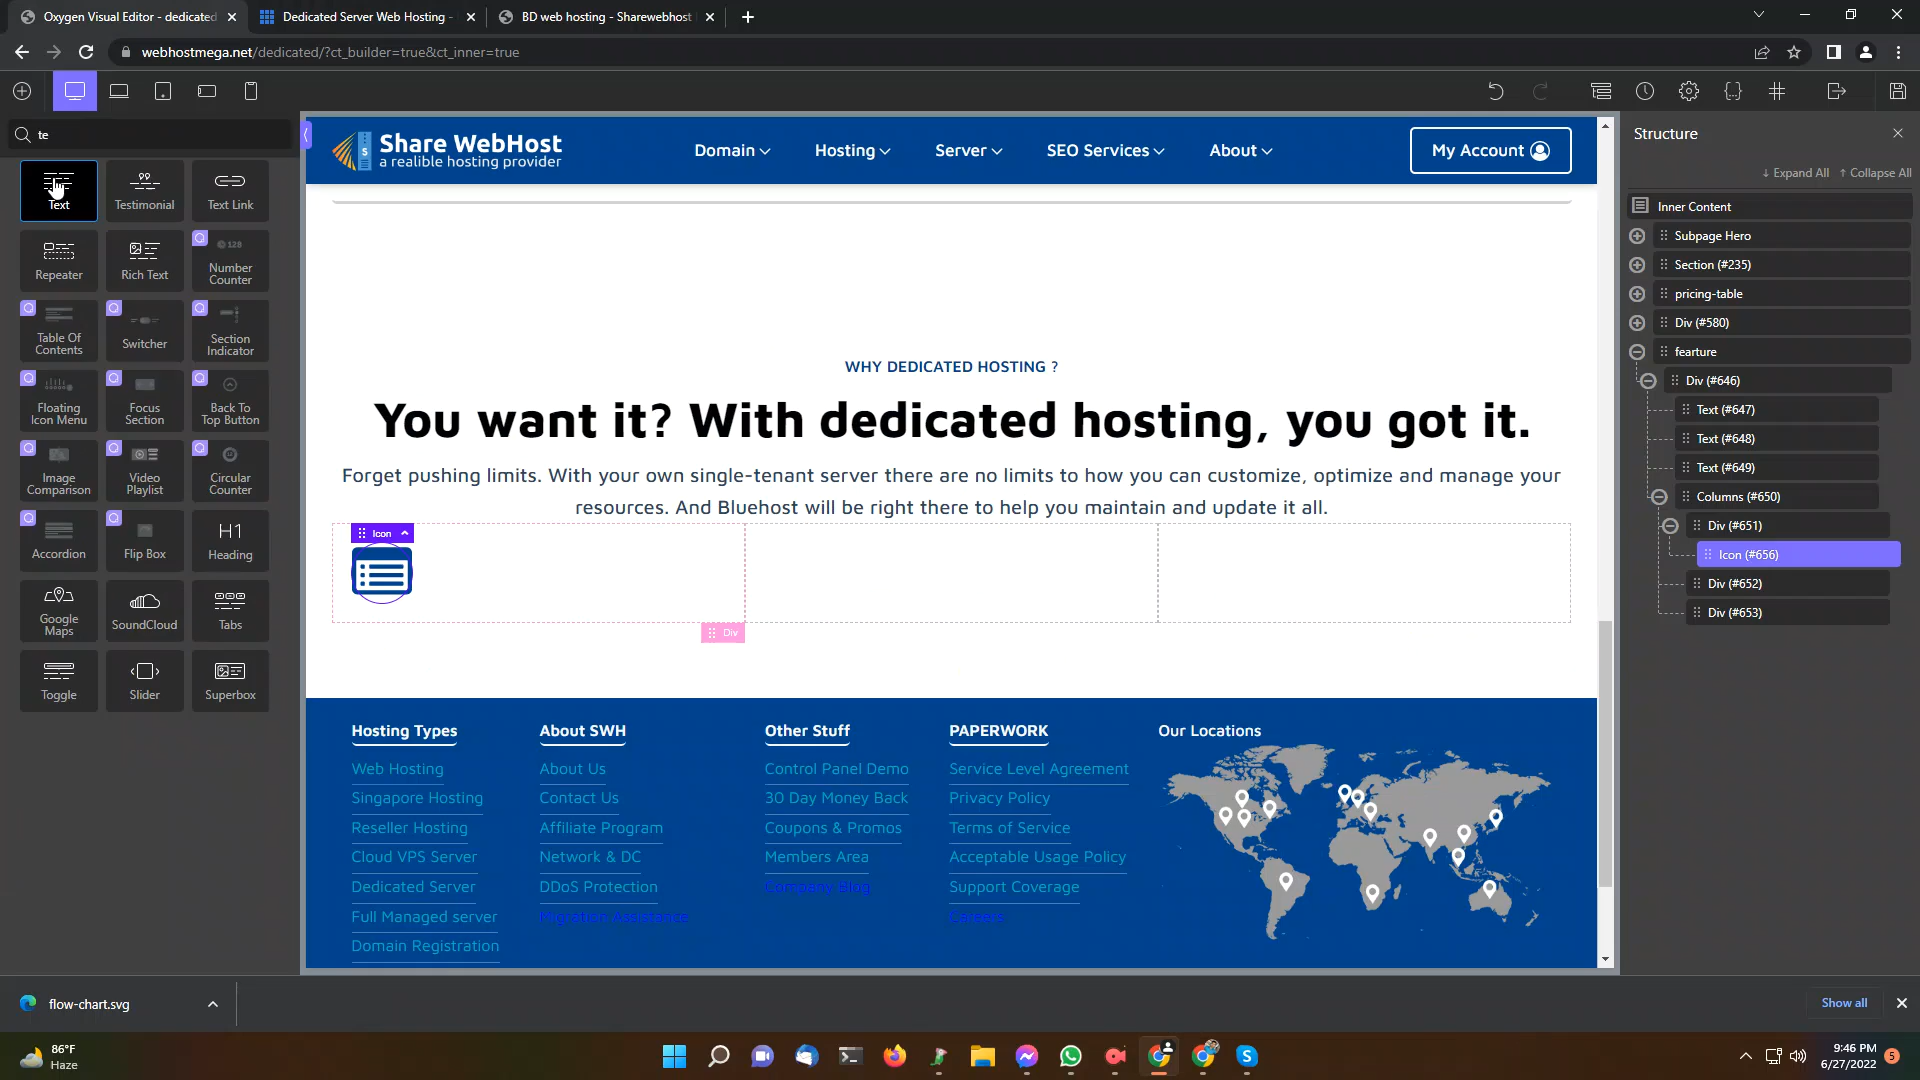 Oxygen Visual Editor - dedicated
Dedicated Server Web Hosting -
BD web hosting - Sharewebhost
webhostmega.net/dedicated/?ct_builder=true&ct_inner=true
te
Text
Testimonial
Text Link
Repeater
Rich Text
128
Number
Counter
Table Of
Contents
Switcher
Section
Indicator
Floating
Icon Menu
Focus
Section
Back To
Top Button
Image
Comparison
Video
Playlist
Circular
Counter
Accordion
Flip Box
H1
Heading
Google
Maps
SoundCloud
Tabs
Toggle
Slider
Superbox
Share WebHost
a realible hosting provider
Domain
Hosting
Server
SEO Services
About
My Account
WHY DEDICATED HOSTING ?
You want it? With dedicated hosting, you got it.
Forget pushing limits. With your own single-tenant server there are no limits to how you can customize, optimize and manage your
resources. And Bluehost will be right there to help you maintain and update it all.
Icon
Div
Hosting Types
Web Hosting
Singapore Hosting
Reseller Hosting
Cloud VPS Server
Dedicated Server
Full Managed server
Domain Registration
About SWH
About Us
Contact Us
Affiliate Program
Network & DC
DDoS Protection
Migration Assistance
Other Stuff
Control Panel Demo
30 Day Money Back
Coupons & Promos
Members Area
Company Blog
PAPERWORK
Service Level Agreement
Privacy Policy
Terms of Service
Acceptable Usage Policy
Support Coverage
Careers
Our Locations
Structure
↓ Expand All
↑ Collapse All
Inner Content
Subpage Hero
Section (#235)
pricing-table
Div (#580)
fearture
Div (#646)
Text (#647)
Text (#648)
Text (#649)
Columns (#650)
Div (#651)
Icon (#656)
Div (#652)
Div (#653)
flow-chart.svg
Show all
86°F
Haze
9:46 PM
6/27/2022
5